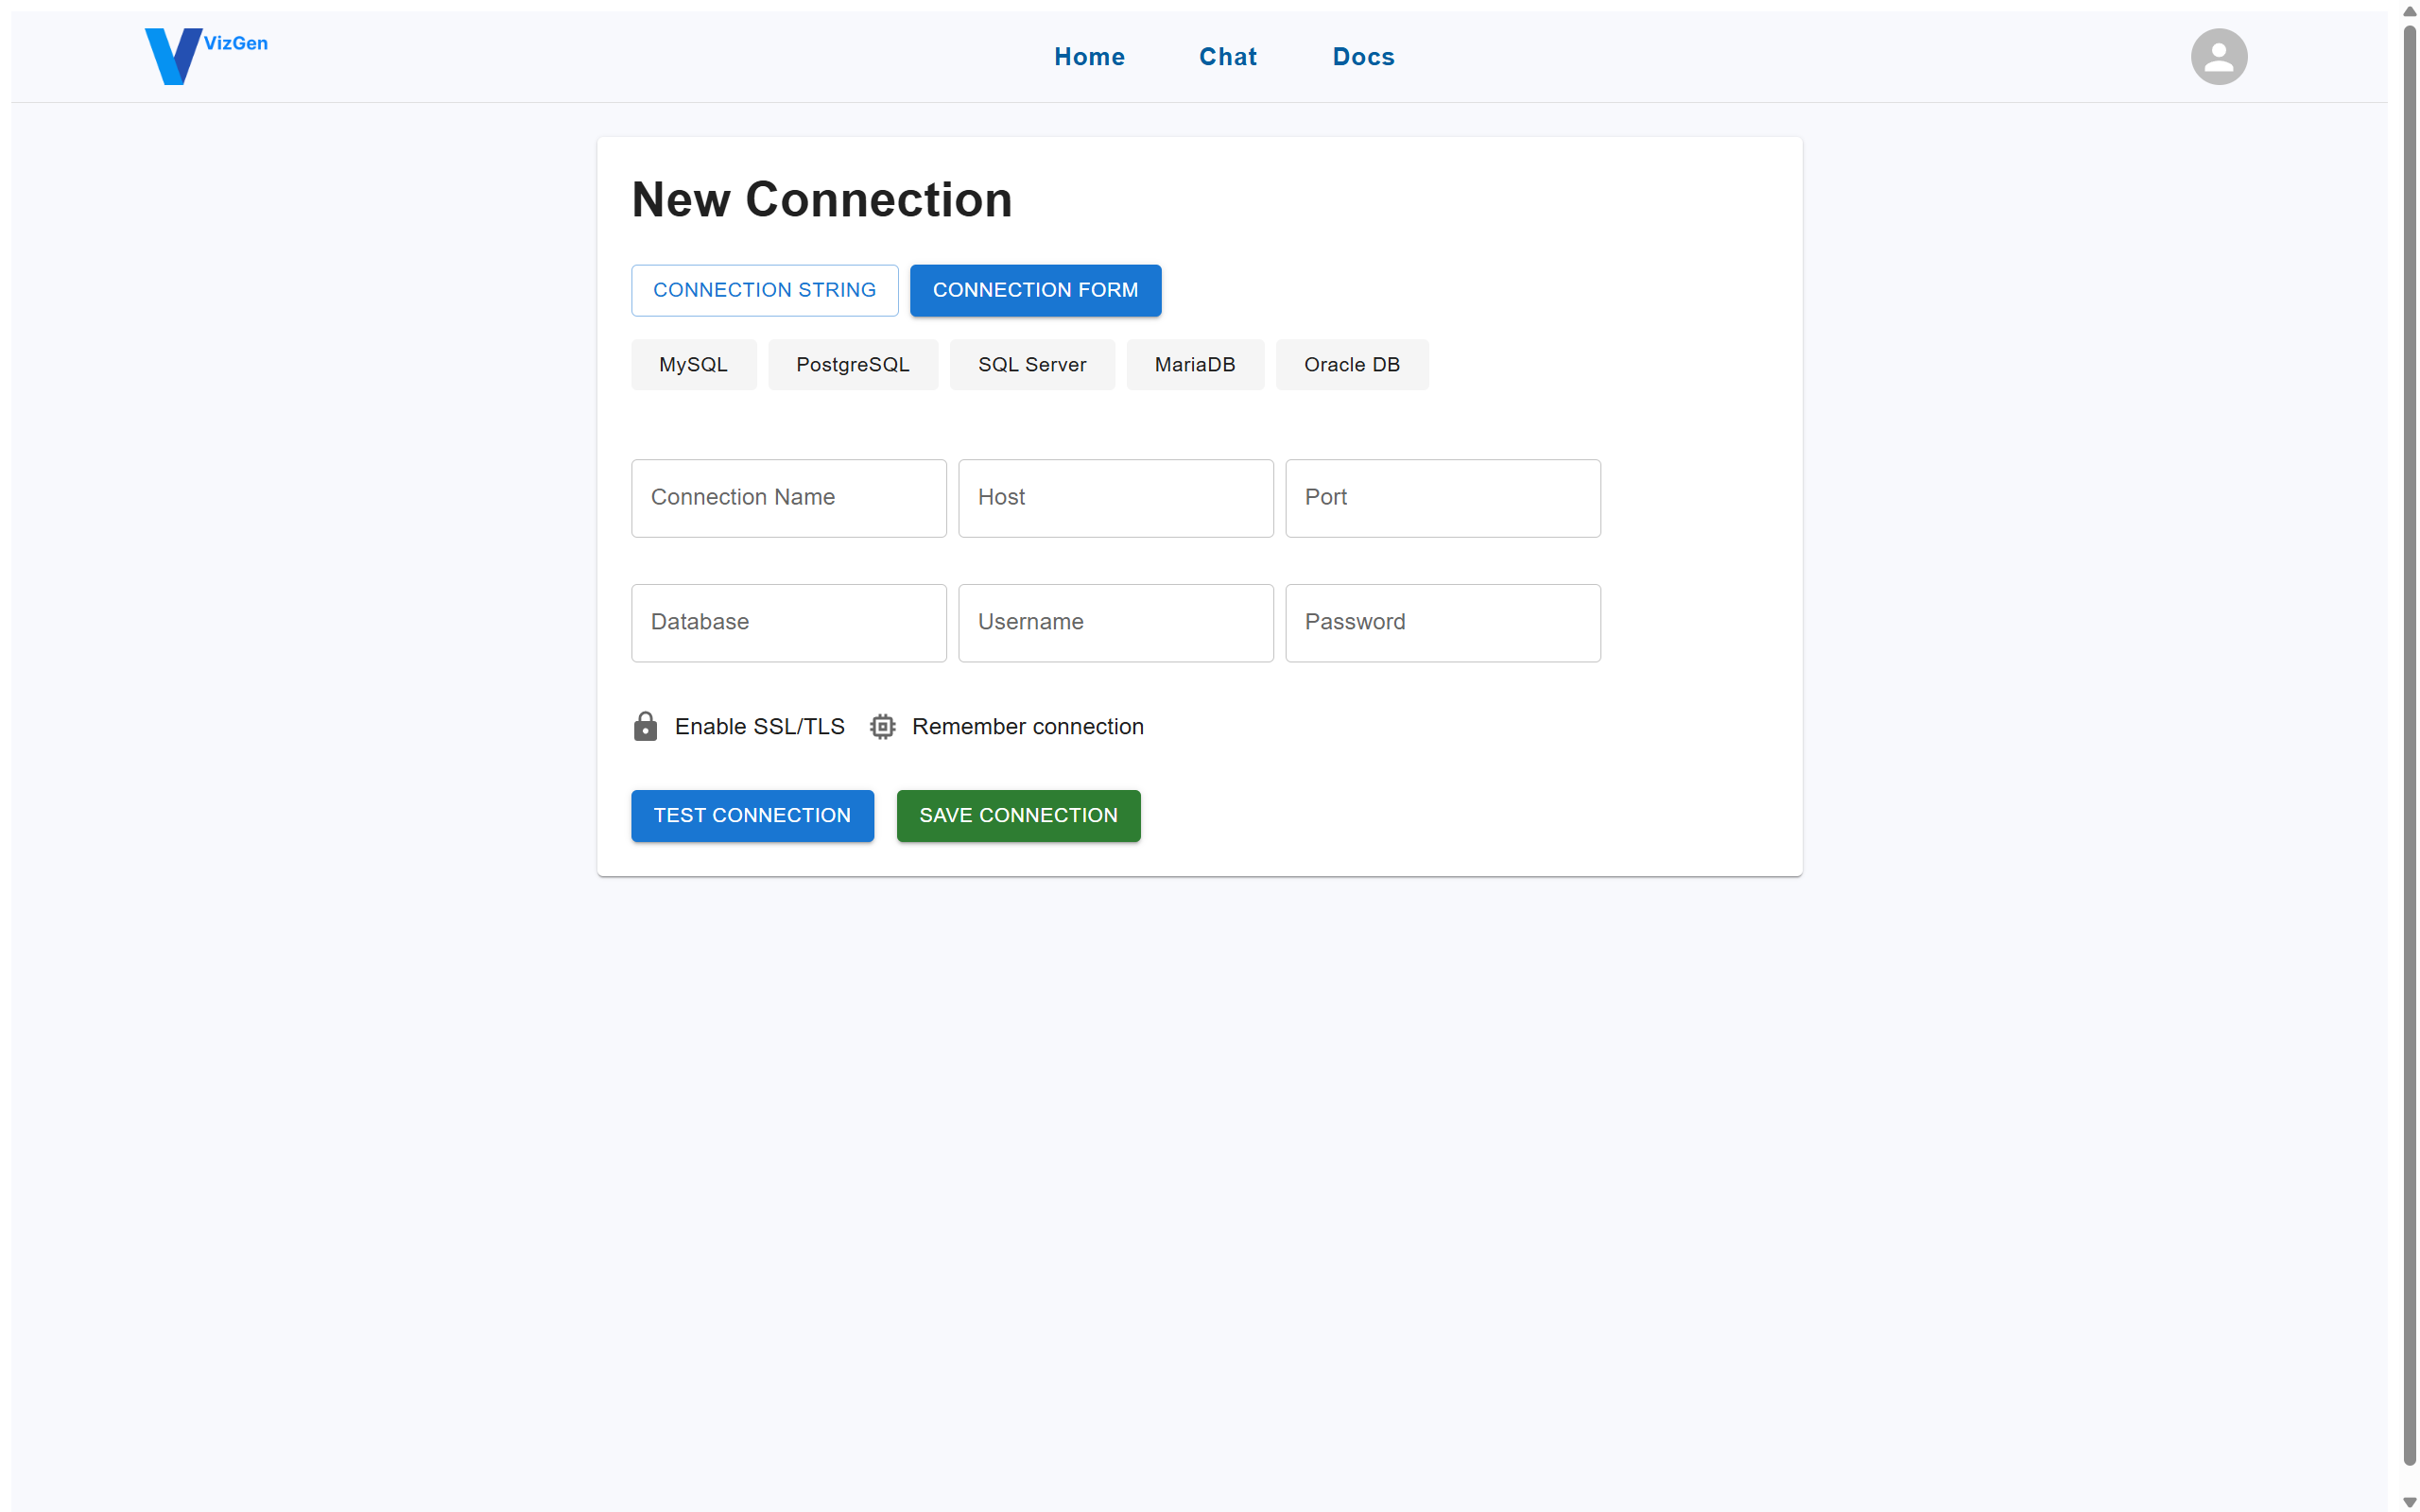 VizGen
Home Chat Docs
New Connection
CONNECTION STRING CONNECTION FORM
MySQL PostgreSQL SQL Server MariaDB Oracle DB
Connection Name Host Port
Database Username Password
Enable SSL/TLS Remember connection
TEST CONNECTION SAVE CONNECTION